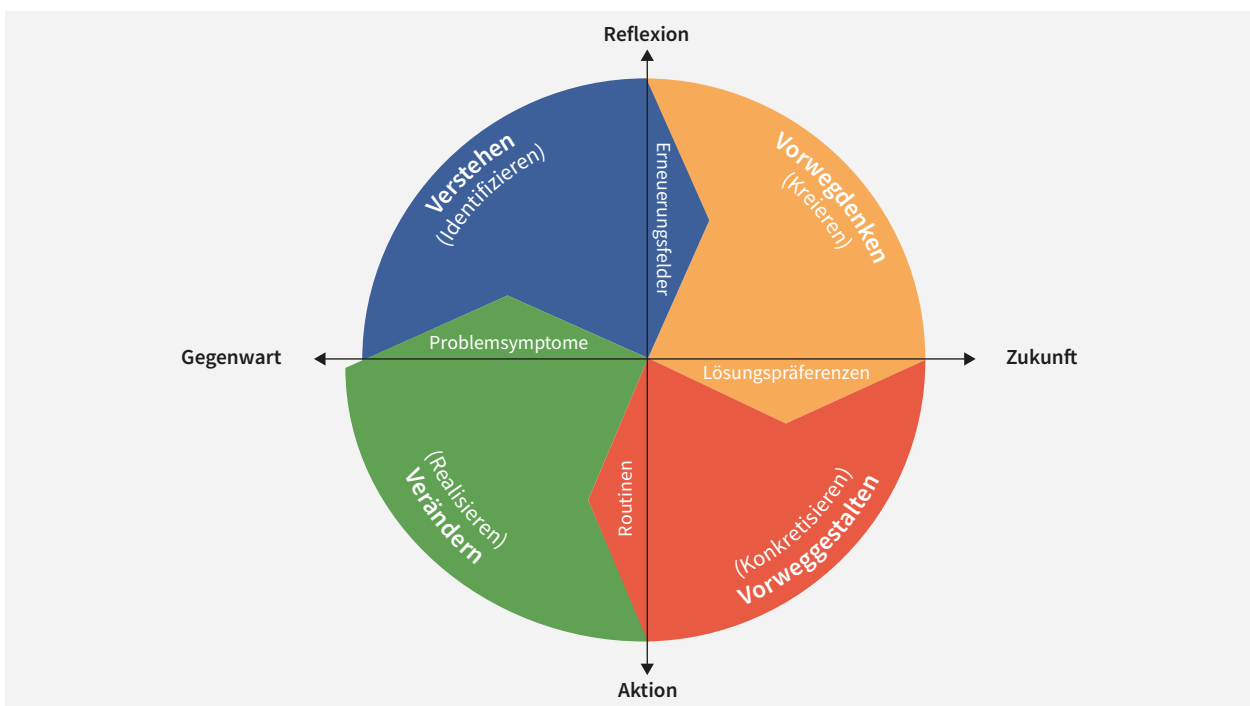 Reflexion
Verstehen
(Identifizieren)
Erneuerungsfelder
Vorwegdenken
(Kreieren)
Gegenwart
Problemsymptome
Lösungspräferenzen
Zukunft
(Realisieren)
Verändern
Routinen
(Konkretisieren)
Vorweggestalten
Aktion